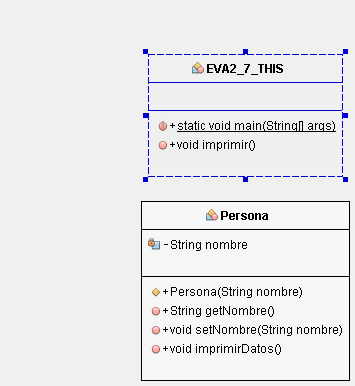 EVA2_7_THIS
+ static void main(String[] args)
+ void imprimir()
Persona
- String nombre
+ Persona(String nombre)
+ String getNombre()
+ void setNombre(String nombre)
+ void imprimirDatos()